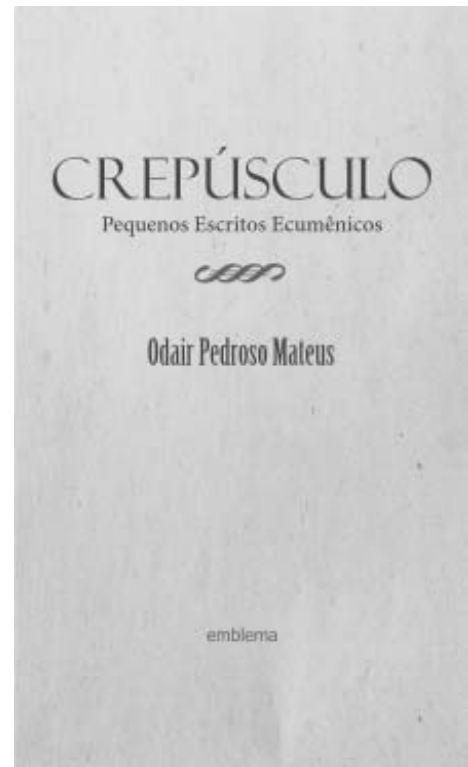 CREPÚSCULO
Pequenos Escritos Ecumênicos
Odair Pedroso Mateus
emblema